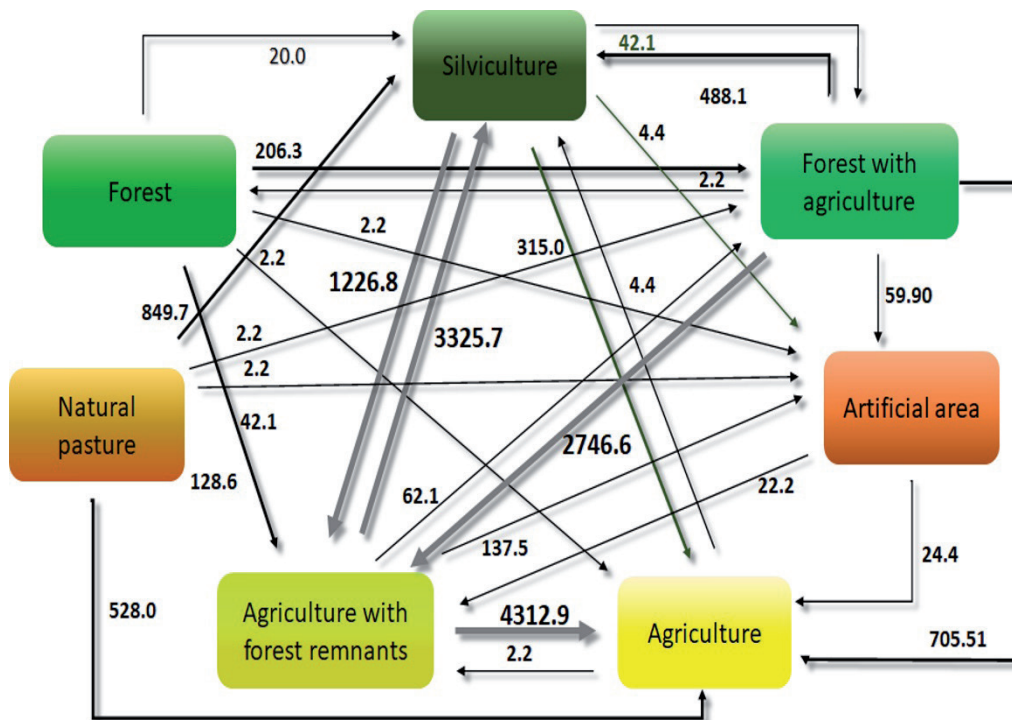 20.0
Silviculture
42.1
488.1
4.4
Forest
206.3
Forest with
agriculture
2.2
2.2
2.2
315.0
1226.8
4.4
59.90
849.7
3325.7
2.2
2.2
Natural
pasture
Artificial area
42.1
2746.6
128.6
62.1
22.2
137.5
24.4
528.0
Agriculture with
forest remnants
4312.9
2.2
Agriculture
705.51